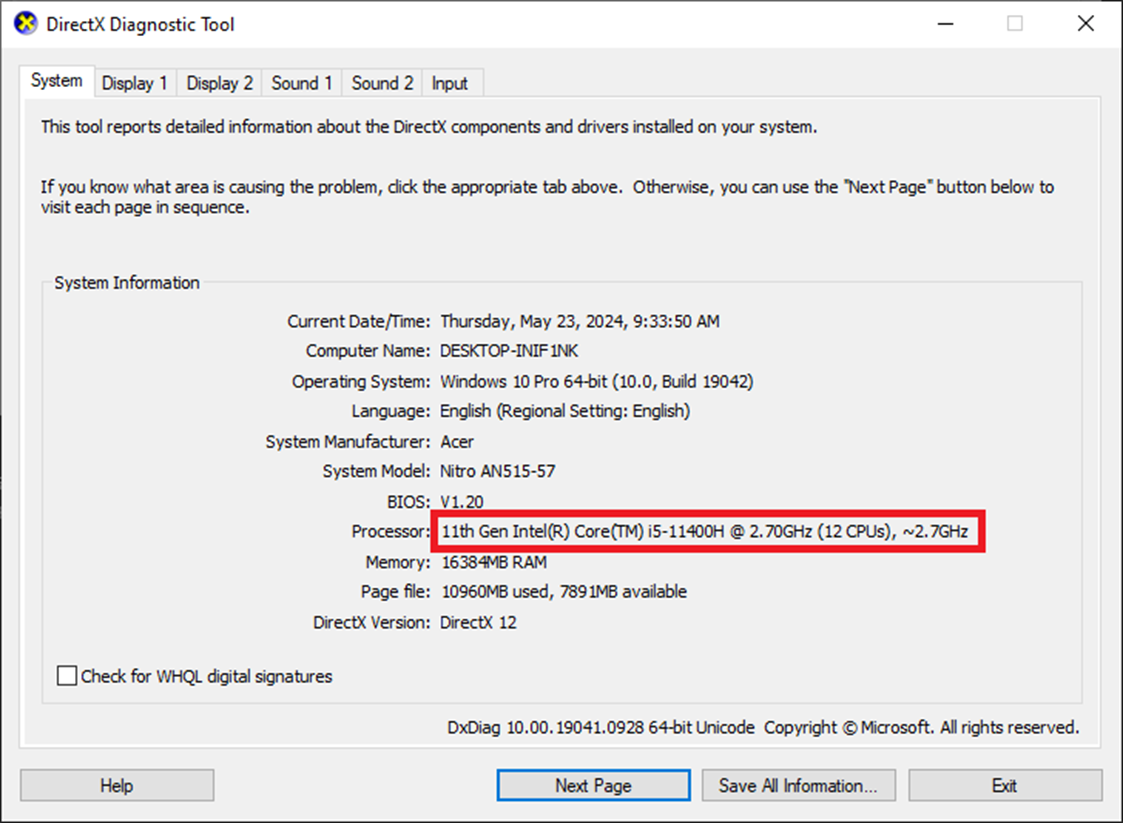 DirectX Diagnostic Tool
System Display 1 Display 2 Sound 1 Sound 2 Input
This tool reports detailed information about the DirectX components and drivers installed on your system.
If you know what area is causing the problem, click the appropriate tab above.  Otherwise, you can use the "Next Page" button below to
visit each page in sequence.
System Information
Current Date/Time: Thursday, May 23, 2024, 9:33:50 AM
Computer Name: DESKTOP-INIF1NK
Operating System: Windows 10 Pro 64-bit (10.0, Build 19042)
Language: English (Regional Setting: English)
System Manufacturer: Acer
System Model: Nitro AN515-57
BIOS: V1.20
Processor: 11th Gen Intel(R) Core(TM) i5-11400H @ 2.70GHz (12 CPUs), ~2.7GHz
Memory: 16384MB RAM
Page file: 10960MB used, 7891MB available
DirectX Version: DirectX 12
Check for WHQL digital signatures
DxDiag 10.00.19041.0928 64-bit Unicode  Copyright © Microsoft. All rights reserved.
Help Next Page Save All Information... Exit